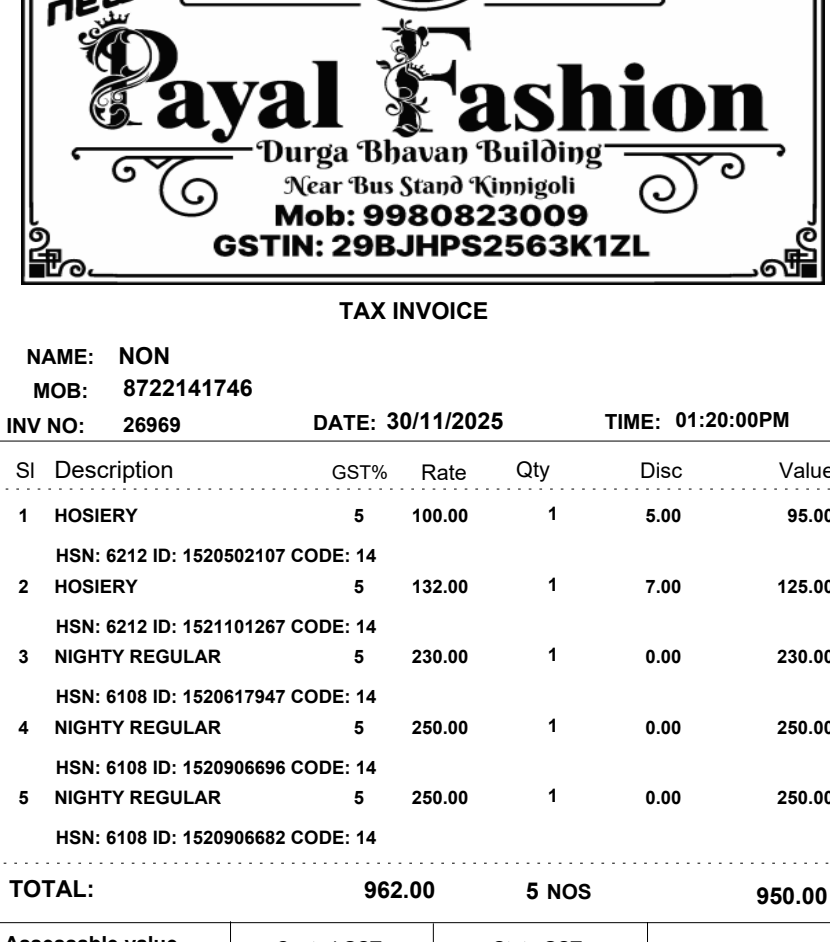 new
Payal Fashion
Durga Bhavan Building
Near Bus Stand Kinnigoli
Mob: 9980823009
GSTIN: 29BJHPS2563K1ZL
TAX INVOICE
NAME: NON
MOB: 8722141746
INV NO: 26969 DATE: 30/11/2025 TIME: 01:20:00PM
Sl Description GST% Rate Qty Disc Value
1 HOSIERY 5 100.00 1 5.00 95.00
HSN: 6212 ID: 1520502107 CODE: 14
2 HOSIERY 5 132.00 1 7.00 125.00
HSN: 6212 ID: 1521101267 CODE: 14
3 NIGHTY REGULAR 5 230.00 1 0.00 230.00
HSN: 6108 ID: 1520617947 CODE: 14
4 NIGHTY REGULAR 5 250.00 1 0.00 250.00
HSN: 6108 ID: 1520906696 CODE: 14
5 NIGHTY REGULAR 5 250.00 1 0.00 250.00
HSN: 6108 ID: 1520906682 CODE: 14
TOTAL: 962.00 5 NOS 950.00